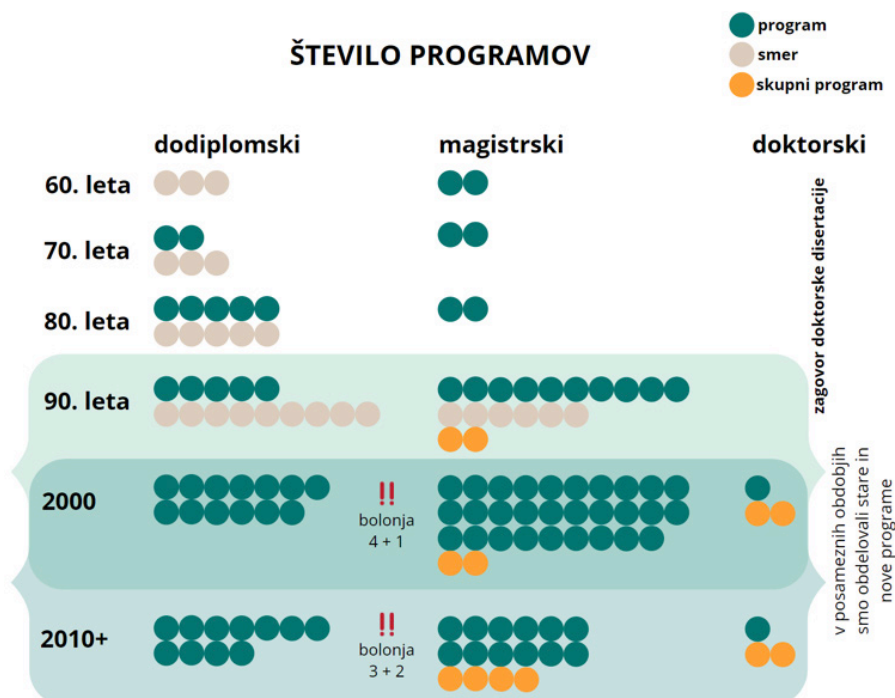 ŠTEVILO PROGRAMOV
program
smer
skupni program
dodiplomski
magistrski
doktorski
60. leta
70. leta
80. leta
90. leta
2000
!!
bolonja
4 + 1
2010+
!!
bolonja
3 + 2
zagovor doktorske disertacije
v posameznih obdobjih
smo obdelovali stare in
nove programe